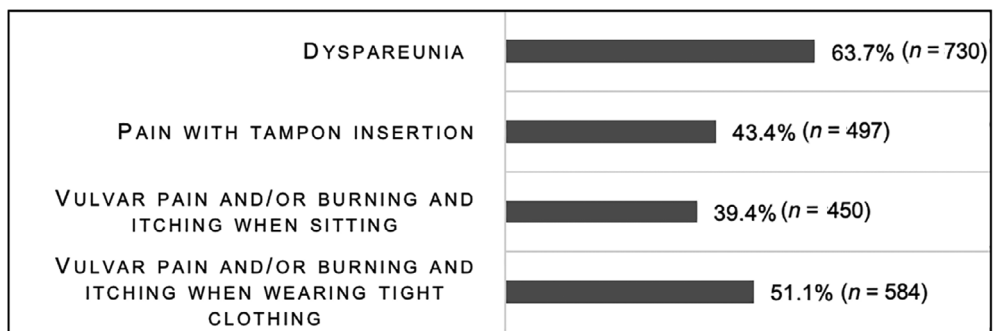 DYSPAREUNIA 63.7% (n = 730)
PAIN WITH TAMPON INSERTION 43.4% (n = 497)
VULVAR PAIN AND/OR BURNING AND
ITCHING WHEN SITTING 39.4% (n = 450)
VULVAR PAIN AND/OR BURNING AND
ITCHING WHEN WEARING TIGHT
CLOTHING 51.1% (n = 584)